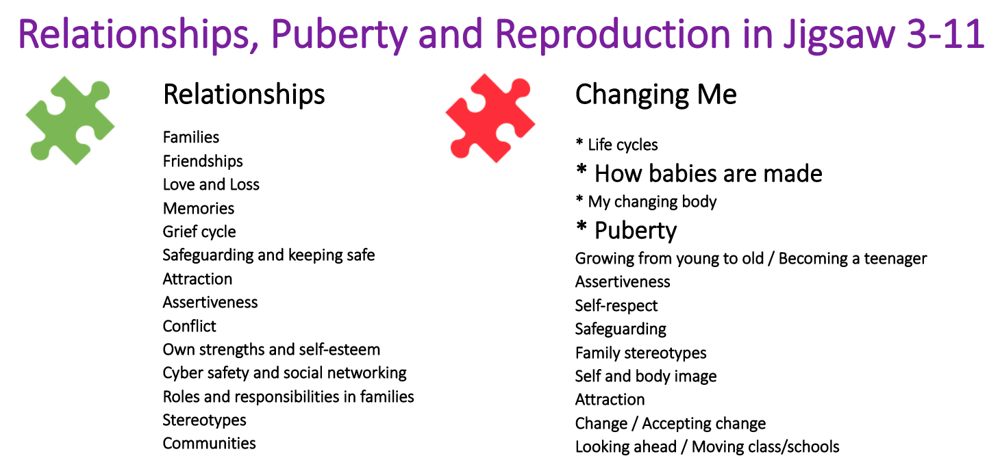 Relationships, Puberty and Reproduction in Jigsaw 3-11
Relationships
Families
Friendships
Love and Loss
Memories
Grief cycle
Safeguarding and keeping safe
Attraction
Assertiveness
Conflict
Own strengths and self-esteem
Cyber safety and social networking
Roles and responsibilities in families
Stereotypes
Communities
Changing Me
* Life cycles
* How babies are made
* My changing body
* Puberty
Growing from young to old / Becoming a teenager
Assertiveness
Self-respect
Safeguarding
Family stereotypes
Self and body image
Attraction
Change / Accepting change
Looking ahead / Moving class/schools